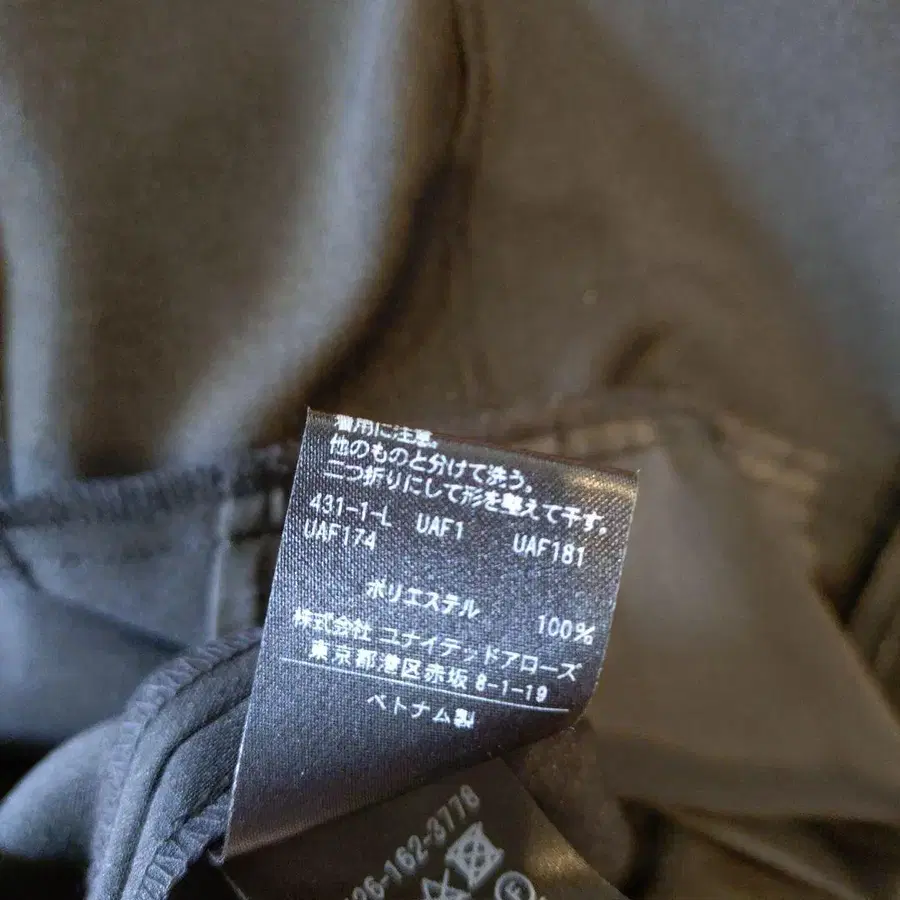 着用に注意。
他のものと分けて洗う。
二つ折りにして形を整えて干す。
431-1-L UAF1 UAF181
UAF174
ポリエステル 100%
株式会社 ユナイテッドアローズ
東京都港区赤坂 8-1-19
ベトナム製
26-162-3778
F